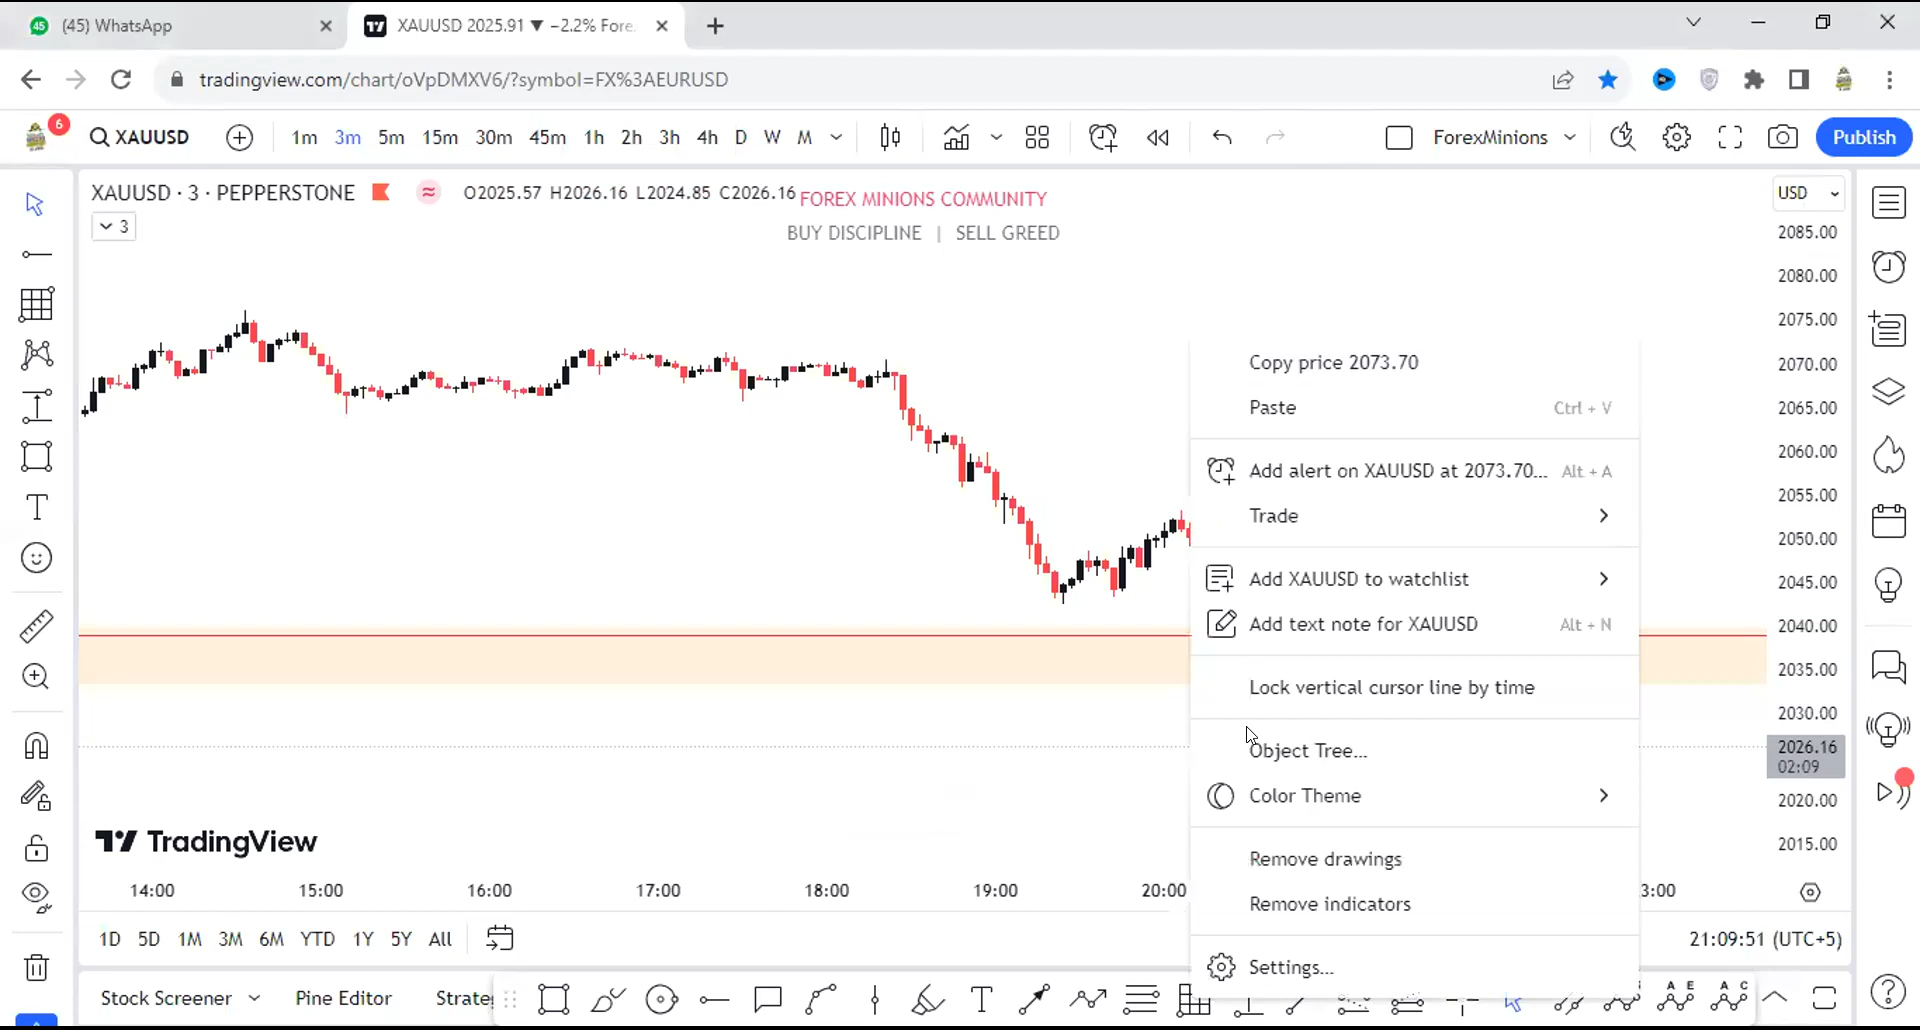 45 (45) WhatsApp XAUUSD 2025.91 ▼ −2.2% Fore
tradingview.com/chart/oVpDMXV6/?symbol=FX%3AEURUSD
6 XAUUSD 1m 3m 5m 15m 30m 45m 1h 2h 3h 4h D W M ForexMinions Publish
XAUUSD · 3 · PEPPERSTONE O2025.57 H2026.16 L2024.85 C2026.16 FOREX MINIONS COMMUNITY USD
3
BUY DISCIPLINE | SELL GREED
2085.00
2080.00
2075.00
2070.00
2065.00
2060.00
2055.00
2050.00
2045.00
2040.00
2035.00
2030.00
2026.16
02:09
2020.00
2015.00
Copy price 2073.70
Paste Ctrl + V
Add alert on XAUUSD at 2073.70... Alt + A
Trade
Add XAUUSD to watchlist
Add text note for XAUUSD Alt + N
Lock vertical cursor line by time
Object Tree...
Color Theme
Remove drawings
Remove indicators
Settings...
TradingView
14:00 15:00 16:00 17:00 18:00 19:00 20:00 3:00
1D 5D 1M 3M 6M YTD 1Y 5Y All 21:09:51 (UTC+5)
Stock Screener Pine Editor Strate